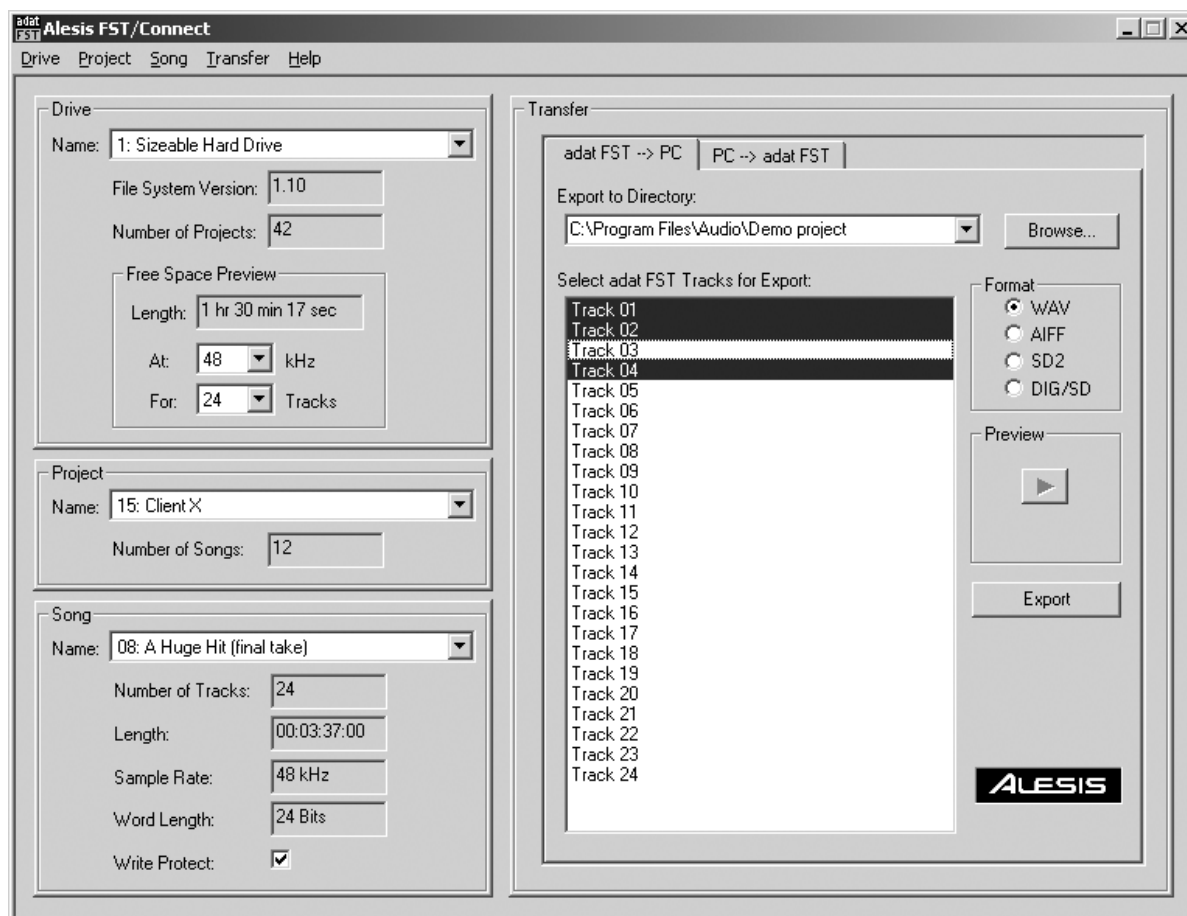 adat FST Alesis FST/Connect
Drive Project Song Transfer Help
Drive
Name: 1: Sizeable Hard Drive
File System Version: 1.10
Number of Projects: 42
Free Space Preview
Length: 1 hr 30 min 17 sec
At: 48 kHz
For: 24 Tracks
Project
Name: 15: Client X
Number of Songs: 12
Song
Name: 08: A Huge Hit (final take)
Number of Tracks: 24
Length: 00:03:37:00
Sample Rate: 48 kHz
Word Length: 24 Bits
Write Protect:
Transfer
adat FST --> PC PC --> adat FST
Export to Directory:
C:\Program Files\Audio\Demo project Browse...
Select adat FST Tracks for Export:
Track 01
Track 02
Track 03
Track 04
Track 05
Track 06
Track 07
Track 08
Track 09
Track 10
Track 11
Track 12
Track 13
Track 14
Track 15
Track 16
Track 17
Track 18
Track 19
Track 20
Track 21
Track 22
Track 23
Track 24
Format
WAV
AIFF
SD2
DIG/SD
Preview
Export
ALESIS